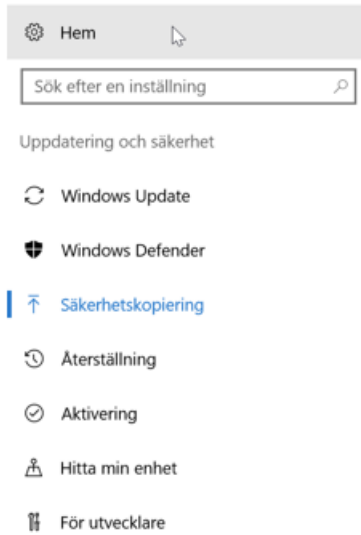 Hem
Sök efter en inställning
Uppdatering och säkerhet
Windows Update
Windows Defender
Säkerhetskopiering
Återställning
Aktivering
Hitta min enhet
För utvecklare